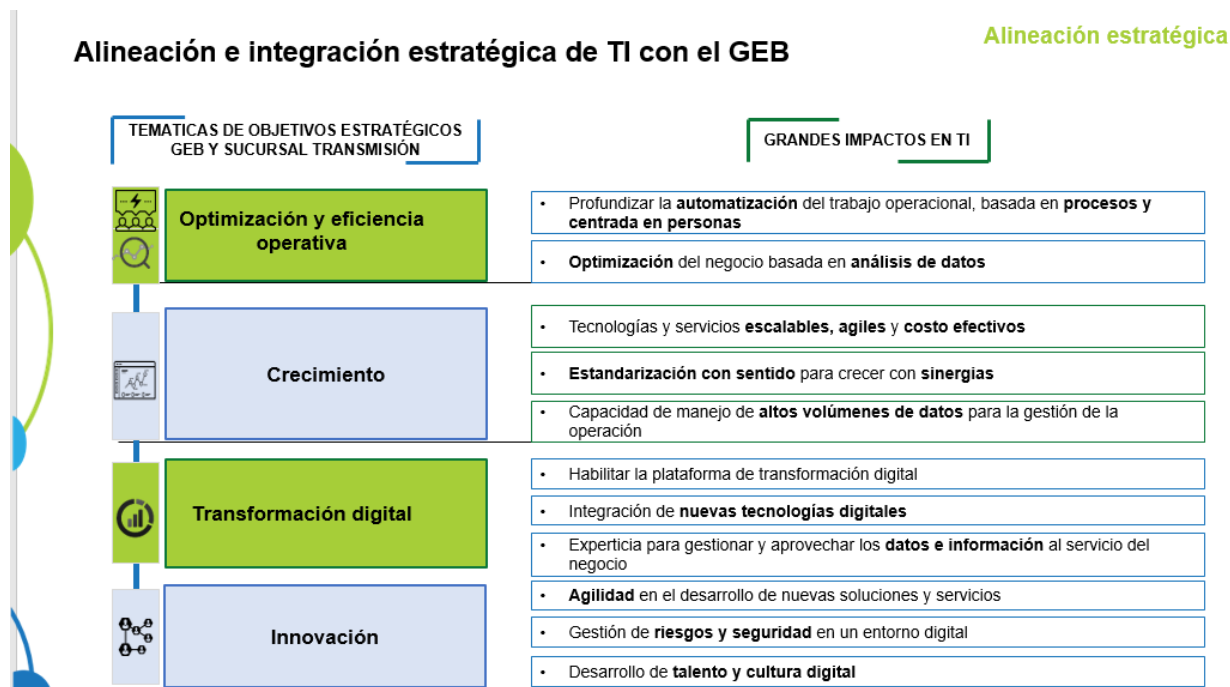 Alineación estratégica
Alineación e integración estratégica de TI con el GEB
TEMATICAS DE OBJETIVOS ESTRATÉGICOS
GEB Y SUCURSAL TRANSMISIÓN
GRANDES IMPACTOS EN TI
Optimización y eficiencia
operativa
• Profundizar la automatización del trabajo operacional, basada en procesos y
centrada en personas
• Optimización del negocio basada en análisis de datos
Crecimiento
• Tecnologías y servicios escalables, agiles y costo efectivos
• Estandarización con sentido para crecer con sinergias
• Capacidad de manejo de altos volúmenes de datos para la gestión de la
operación
Transformación digital
• Habilitar la plataforma de transformación digital
• Integración de nuevas tecnologías digitales
• Experticia para gestionar y aprovechar los datos e información al servicio del
negocio
Innovación
• Agilidad en el desarrollo de nuevas soluciones y servicios
• Gestión de riesgos y seguridad en un entorno digital
• Desarrollo de talento y cultura digital